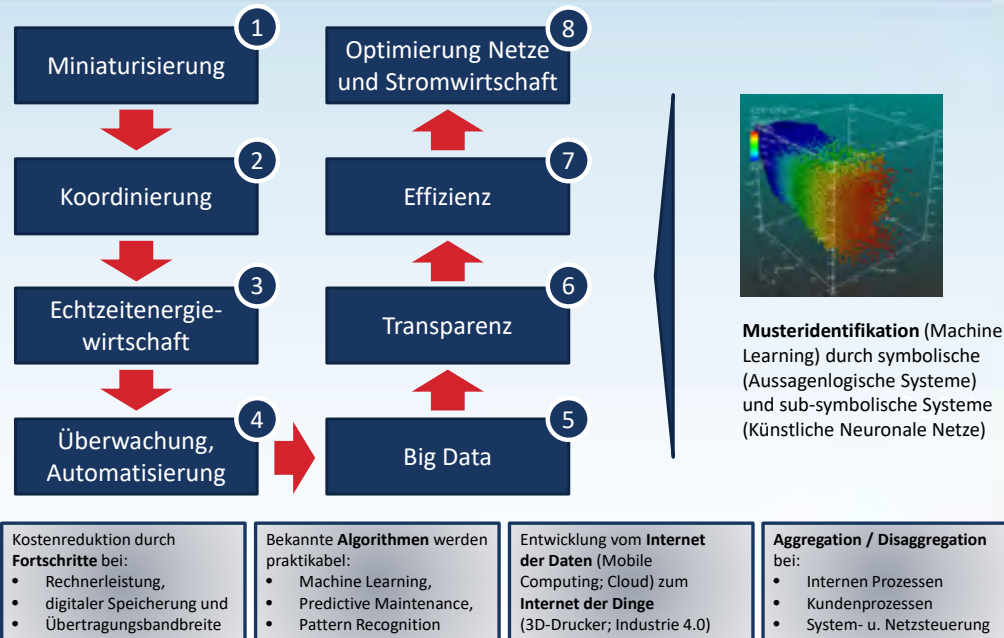 1
Miniaturisierung
2
Koordinierung
3
Echtzeitenergie-
wirtschaft
4
Überwachung,
Automatisierung
5
Big Data
6
Transparenz
7
Effizienz
8
Optimierung Netze
und Stromwirtschaft
Musteridentifikation (Machine
Learning) durch symbolische
(Aussagenlogische Systeme)
und sub-symbolische Systeme
(Künstliche Neuronale Netze)
Kostenreduktion durch
Fortschritte bei:
• Rechnerleistung,
• digitaler Speicherung und
• Übertragungsbandbreite
Bekannte Algorithmen werden
praktikabel:
• Machine Learning,
• Predictive Maintenance,
• Pattern Recognition
Entwicklung vom Internet
der Daten (Mobile
Computing; Cloud) zum
Internet der Dinge
(3D-Drucker; Industrie 4.0)
Aggregation / Disaggregation
bei:
• Internen Prozessen
• Kundenprozessen
• System- u. Netzsteuerung